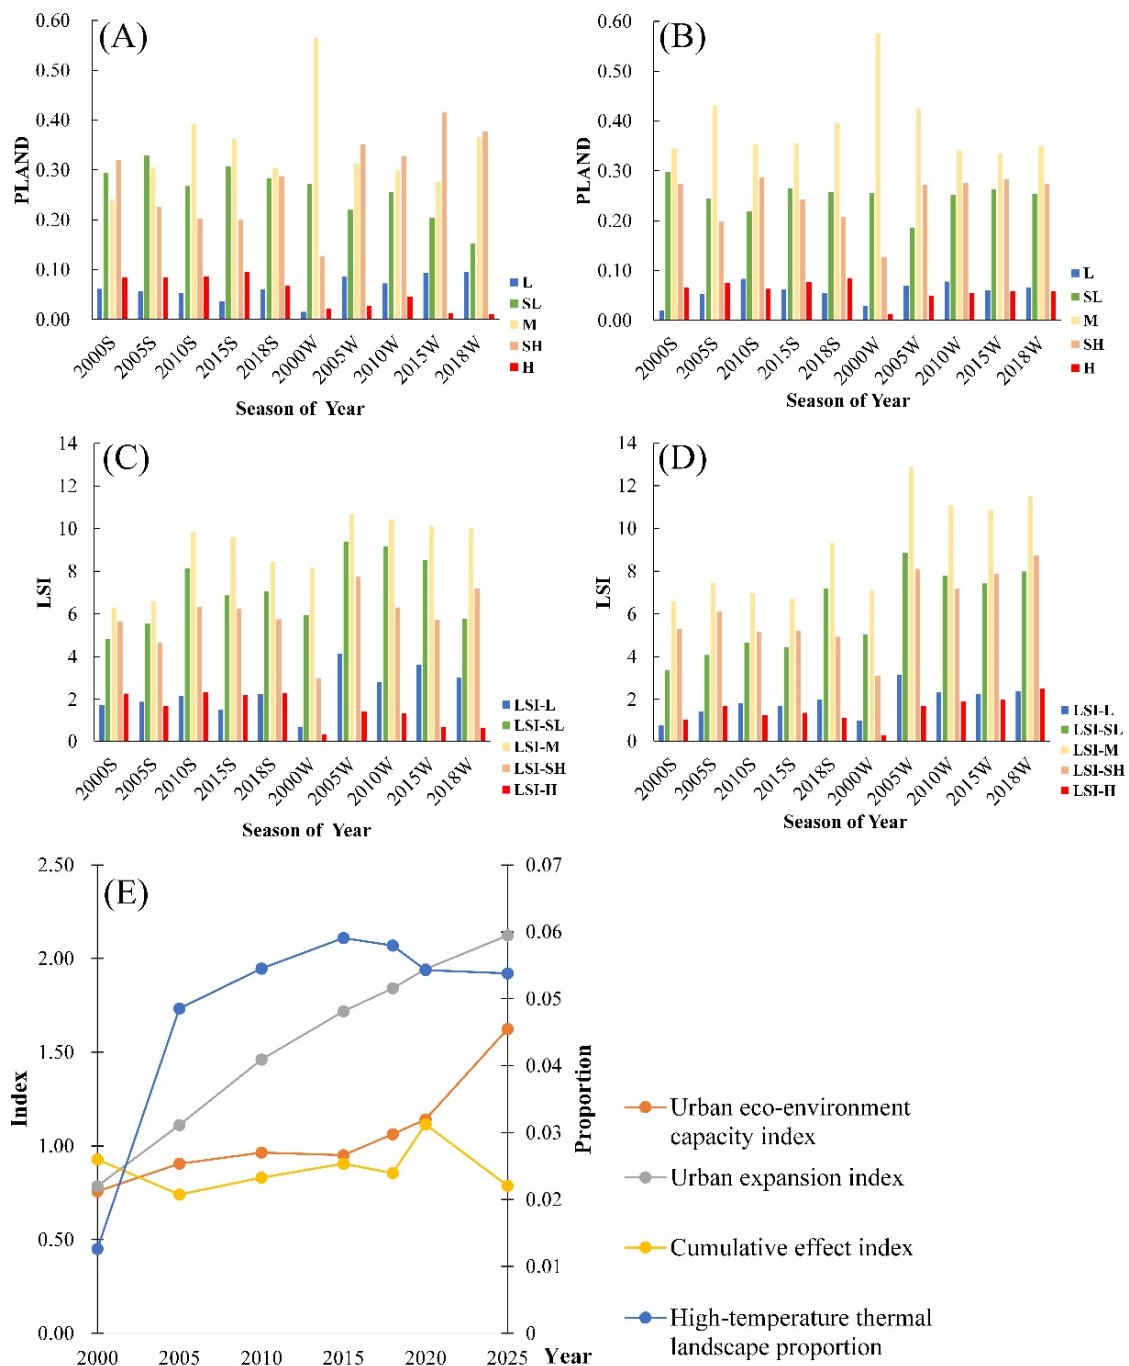 (A)
0.60
0.50
0.40
0.30
0.20
0.10
0.00
PLAND
2000S 2005S 2010S 2015S 2018S 2000W 2005W 2010W 2015W 2018W
Season of Year
L
SL
M
SH
H
(B)
0.60
0.50
0.40
0.30
0.20
0.10
0.00
PLAND
2000S 2005S 2010S 2015S 2018S 2000W 2005W 2010W 2015W 2018W
Season of Year
L
SL
M
SH
H
(C)
14
12
10
8
6
4
2
0
LSI
2000S 2005S 2010S 2015S 2018S 2000W 2005W 2010W 2015W 2018W
Season of Year
LSI-L
LSI-SL
LSI-M
LSI-SH
LSI-H
(D)
14
12
10
8
6
4
2
0
LSI
2000S 2005S 2010S 2015S 2018S 2000W 2005W 2010W 2015W 2018W
Season of Year
LSI-L
LSI-SL
LSI-M
LSI-SH
LSI-H
(E)
2.50
2.00
1.50
1.00
0.50
0.00
Index
0.07
0.06
0.05
0.04
0.03
0.02
0.01
0
Proportion
2000 2005 2010 2015 2020 2025 Year
Urban eco-environment
capacity index
Urban expansion index
Cumulative effect index
High-temperature thermal
landscape proportion